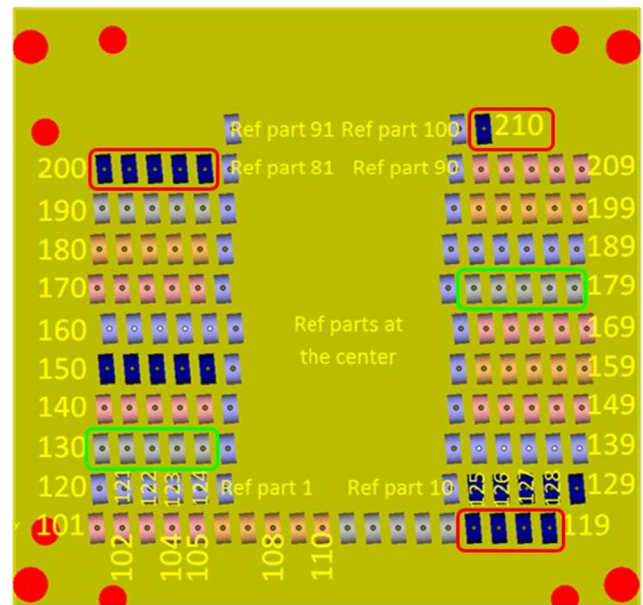 Ref part 91 Ref part 100 210
200 Ref part 81 Ref part 90 209
190 199
180 189
170 179
160 Ref parts at 169
150 the center 159
140 149
130 139
120 121 122 123 124 Ref part 1 Ref part 10 125 126 127 128 129
101 102 104 105 108 110 119